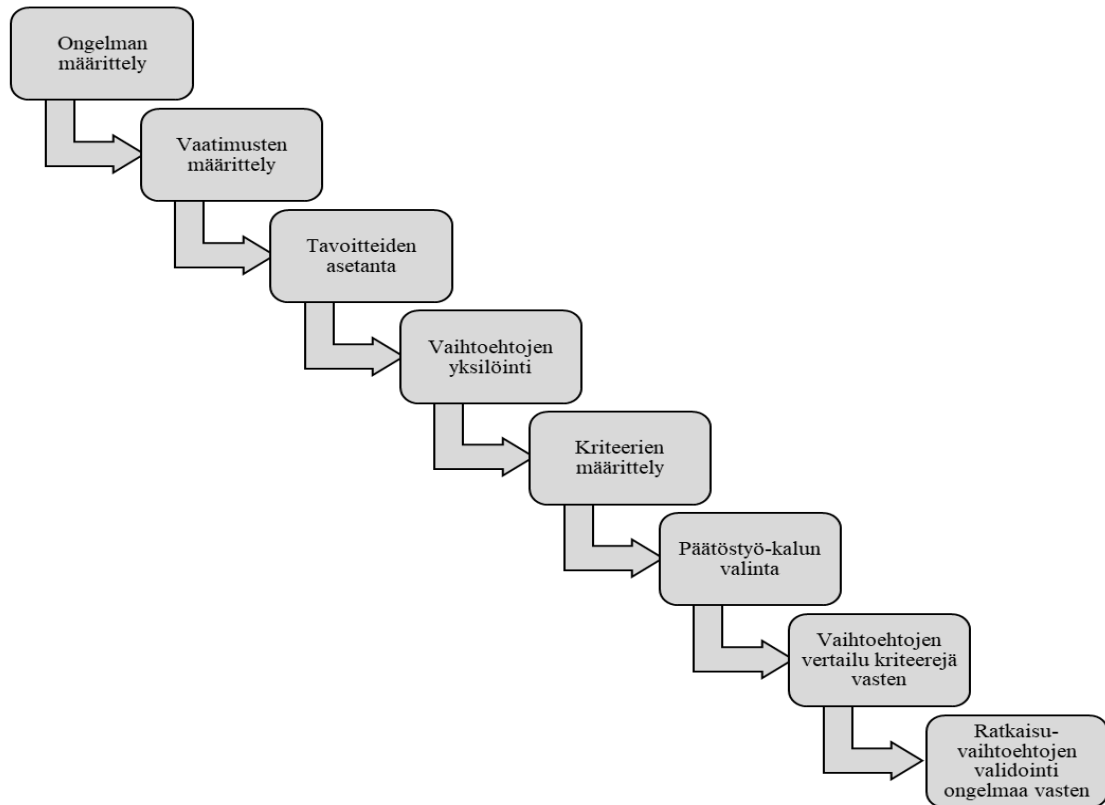 Ongelman
määrittely
Vaatimusten
määrittely
Tavoitteiden
asetanta
Vaihtoehtojen
yksilöinti
Kriteerien
määrittely
Päätöstyö-kalun
valinta
Vaihtoehtojen
vertailu kriteerejä
vasten
Ratkaisu-
vaihtoehtojen
validointi
ongelmaa vasten